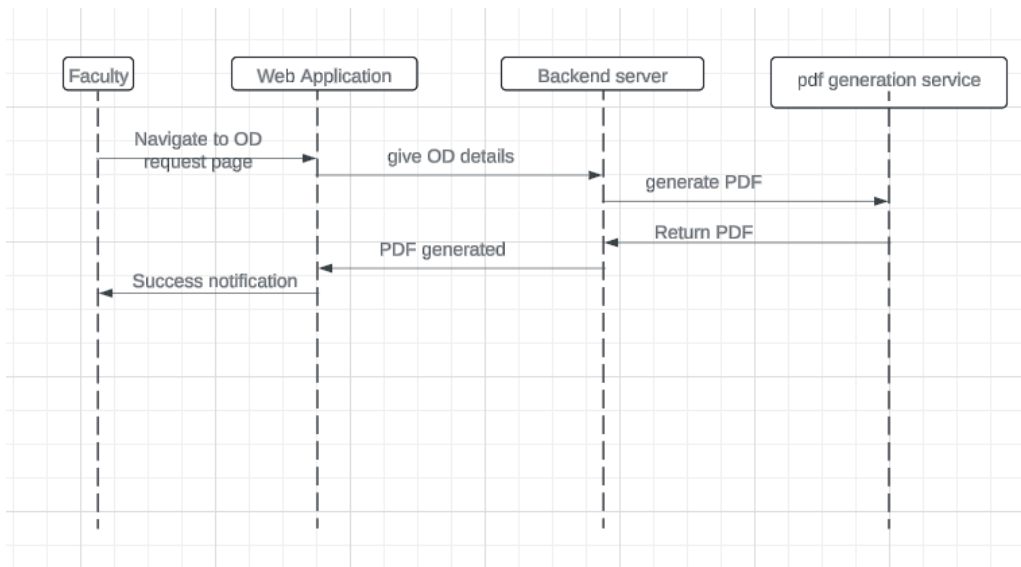 Faculty
Web Application
Backend server
pdf generation service
Navigate to OD
request page
give OD details
generate PDF
Return PDF
PDF generated
Success notification